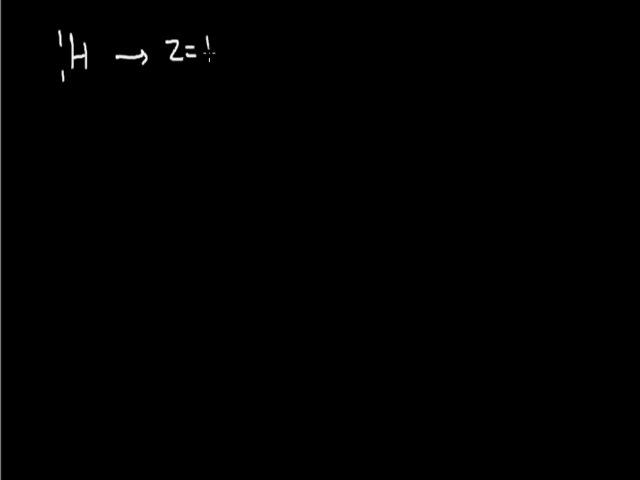 ¹₁H → Z = 1